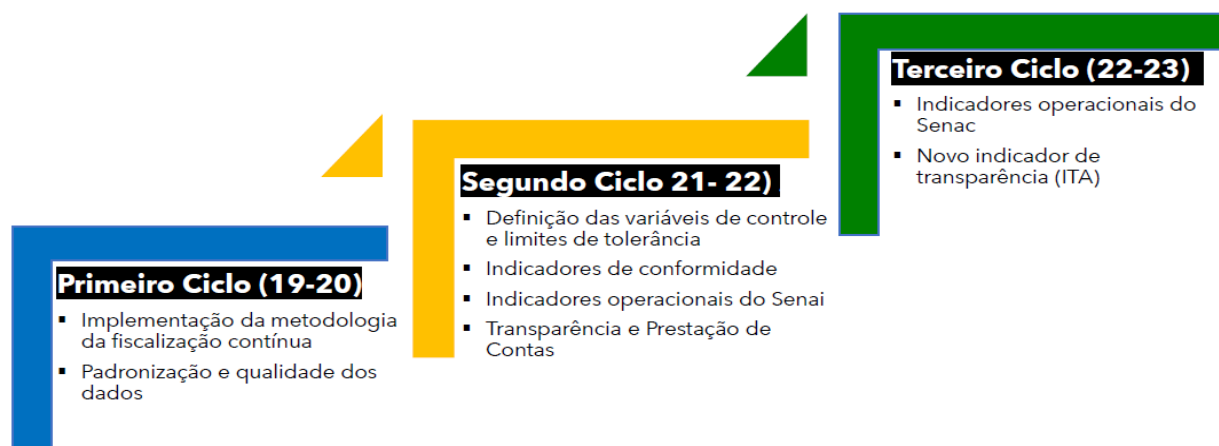 Primeiro Ciclo (19-20)
▪ Implementação da metodologia
da fiscalização contínua
▪ Padronização e qualidade dos
dados
Segundo Ciclo 21- 22)
▪ Definição das variáveis de controle
e limites de tolerância
▪ Indicadores de conformidade
▪ Indicadores operacionais do Senai
▪ Transparência e Prestação de
Contas
Terceiro Ciclo (22-23)
▪ Indicadores operacionais do
Senac
▪ Novo indicador de
transparência (ITA)